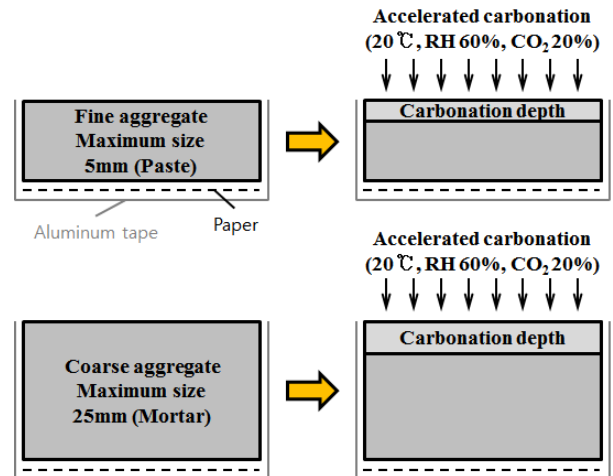 Accelerated carbonation
(20℃, RH 60%, CO₂ 20%)
Fine aggregate
Maximum size
5mm (Paste)
Carbonation depth
Aluminum tape
Paper
Accelerated carbonation
(20℃, RH 60%, CO₂ 20%)
Coarse aggregate
Maximum size
25mm (Mortar)
Carbonation depth